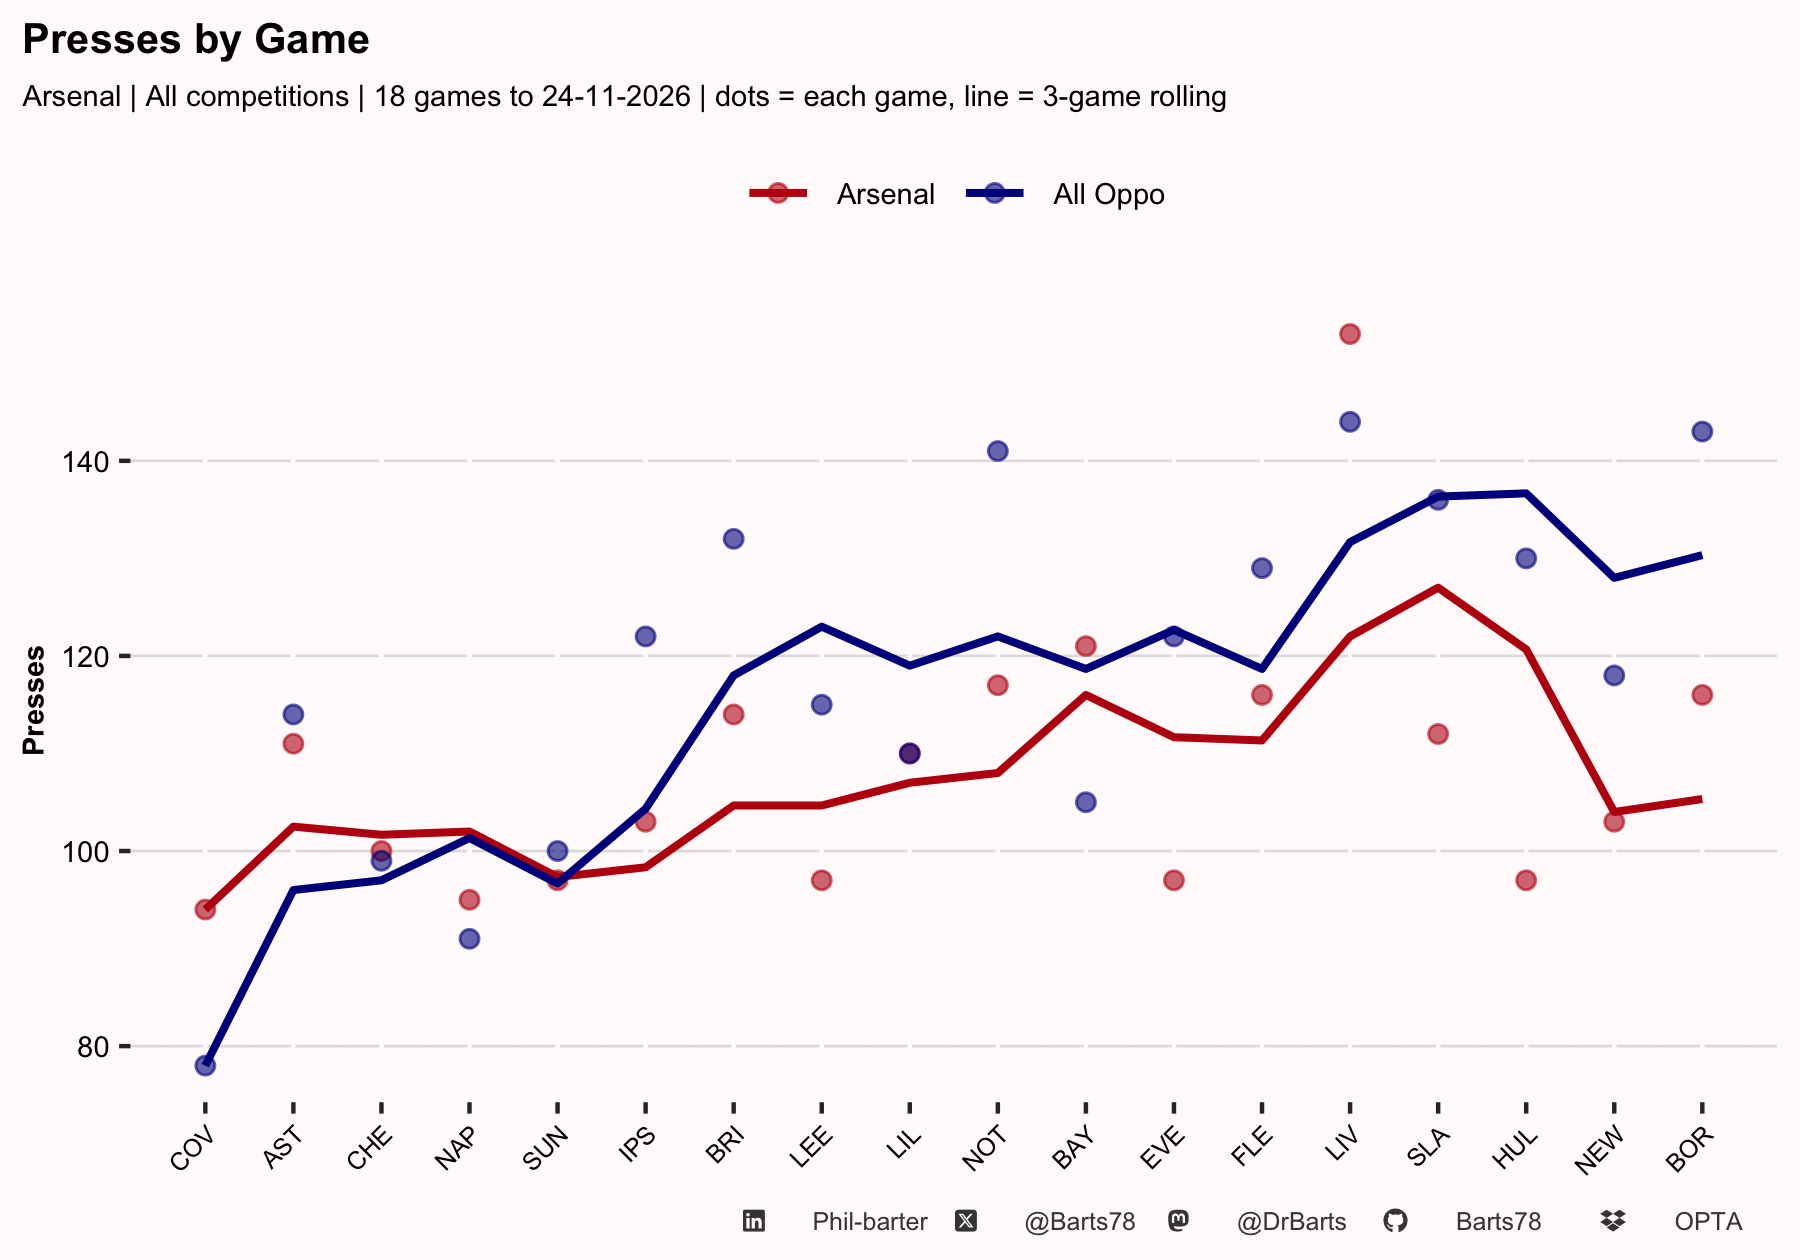 Presses by Game
Arsenal | All competitions | 18 games to 24-11-2026 | dots = each game, line = 3-game rolling
Arsenal All Oppo
140
120
100
80
Presses
COV AST CHE NAP SUN IPS BRI LEE LIL NOT BAY EVE FLE LIV SLA HUL NEW BOR
Phil-barter @Barts78 @DrBarts Barts78 OPTA